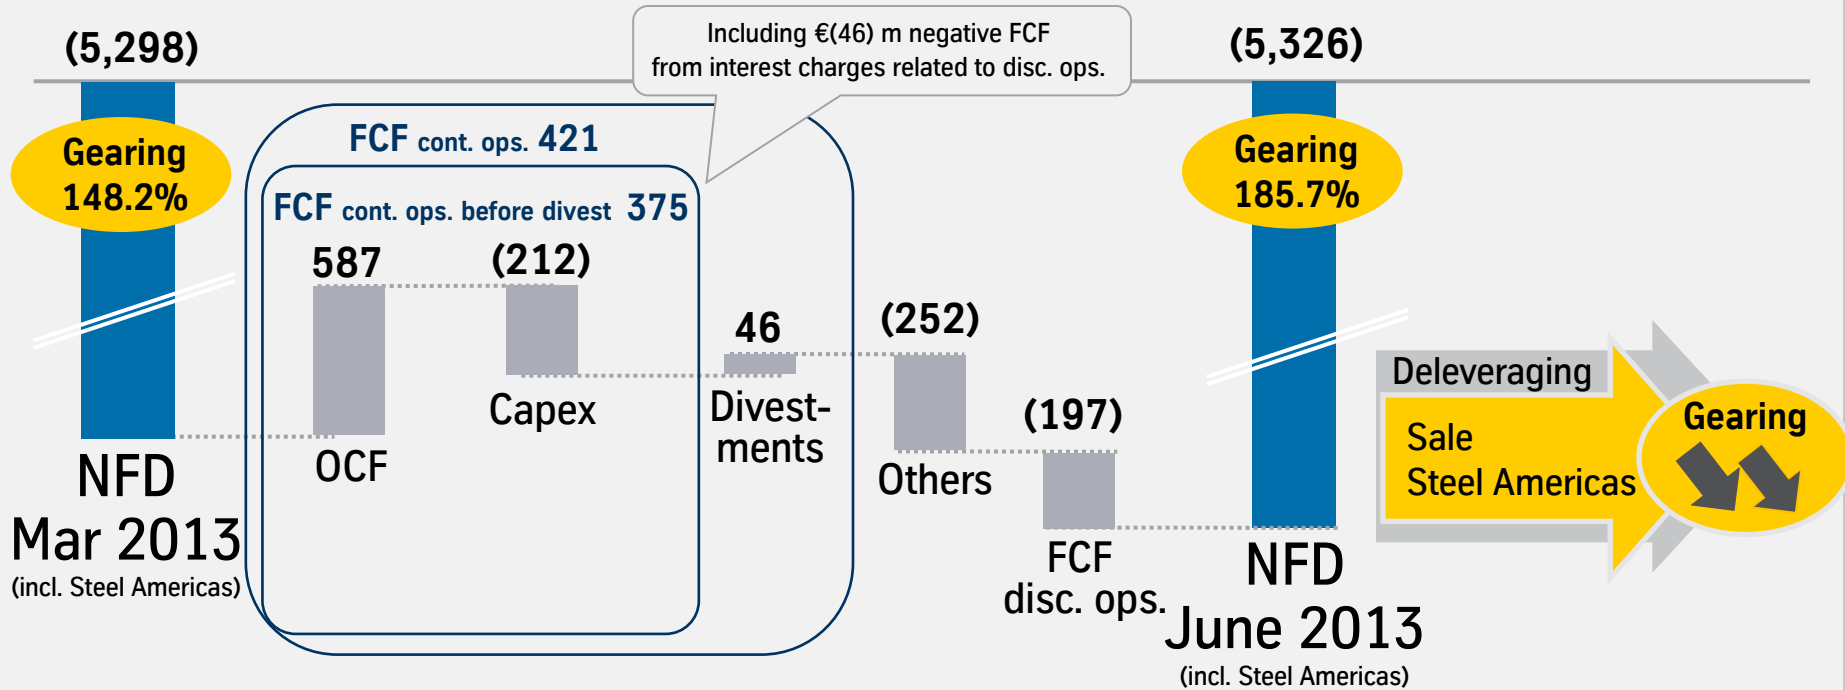 (5,298)
Including €(46) m negative FCF
from interest charges related to disc. ops.
(5,326)
Gearing
148.2%
FCF cont. ops. 421
FCF cont. ops. before divest 375
Gearing
185.7%
587
(212)
46
(252)
(197)
OCF
Capex
Divest-
ments
Others
FCF
disc. ops.
NFD
Mar 2013
(incl. Steel Americas)
NFD
June 2013
(incl. Steel Americas)
Deleveraging
Sale
Steel Americas
Gearing